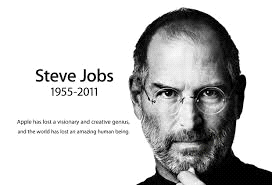 Steve Jobs
1955-2011
Apple has lost a visionary and creative genius,
and the world has lost an amazing human being.